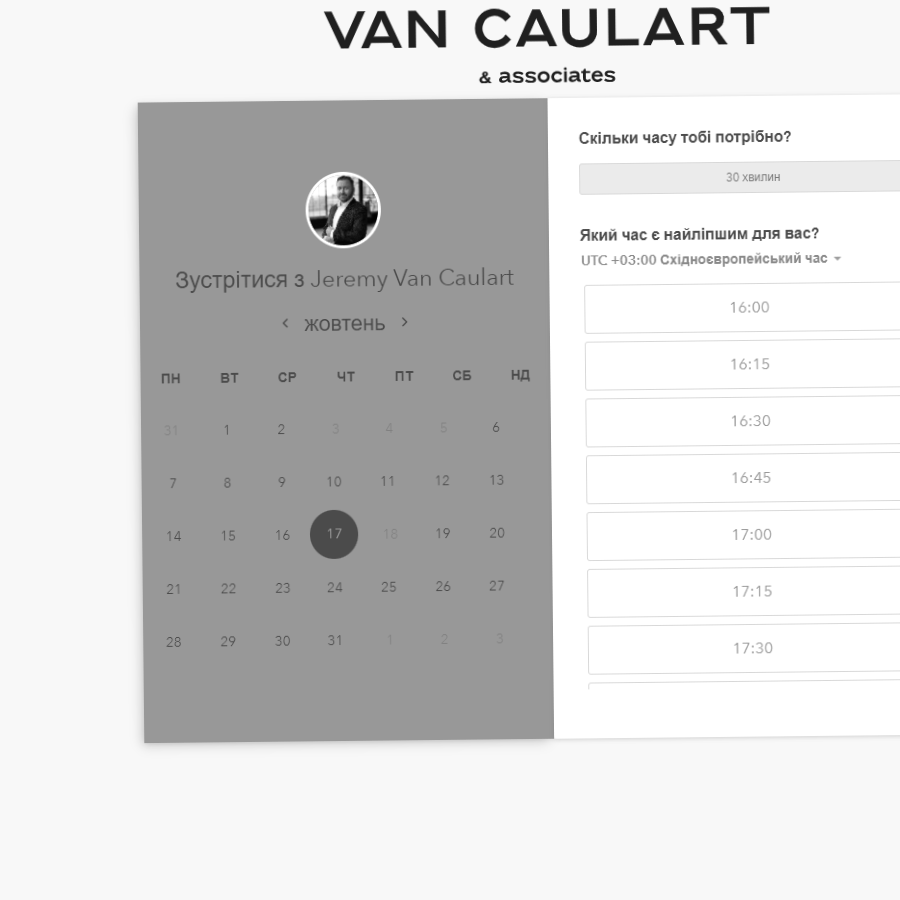 VAN CAULART
& associates
Зустрітися з Jeremy Van Caulart
‹ жовтень ›
ПН ВТ СР ЧТ ПТ СБ НД
31 1 2 3 4 5 6
7 8 9 10 11 12 13
14 15 16 17 18 19 20
21 22 23 24 25 26 27
28 29 30 31 1 2 3
Скільки часу тобі потрібно?
30 хвилин
Який час є найліпшим для вас?
UTC +03:00 Східноєвропейський час
16:00
16:15
16:30
16:45
17:00
17:15
17:30